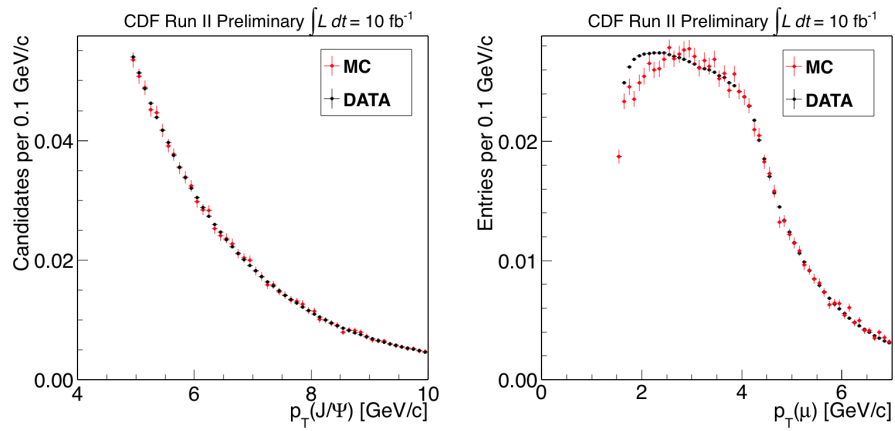 CDF Run II Preliminary ∫L dt = 10 fb⁻¹
Candidates per 0.1 GeV/c
MC
DATA
0.04
0.02
0.00
4 6 8 10
p_T(J/Ψ) [GeV/c]
CDF Run II Preliminary ∫L dt = 10 fb⁻¹
Entries per 0.1 GeV/c
MC
DATA
0.02
0.01
0.00
0 2 4 6
p_T(μ) [GeV/c]